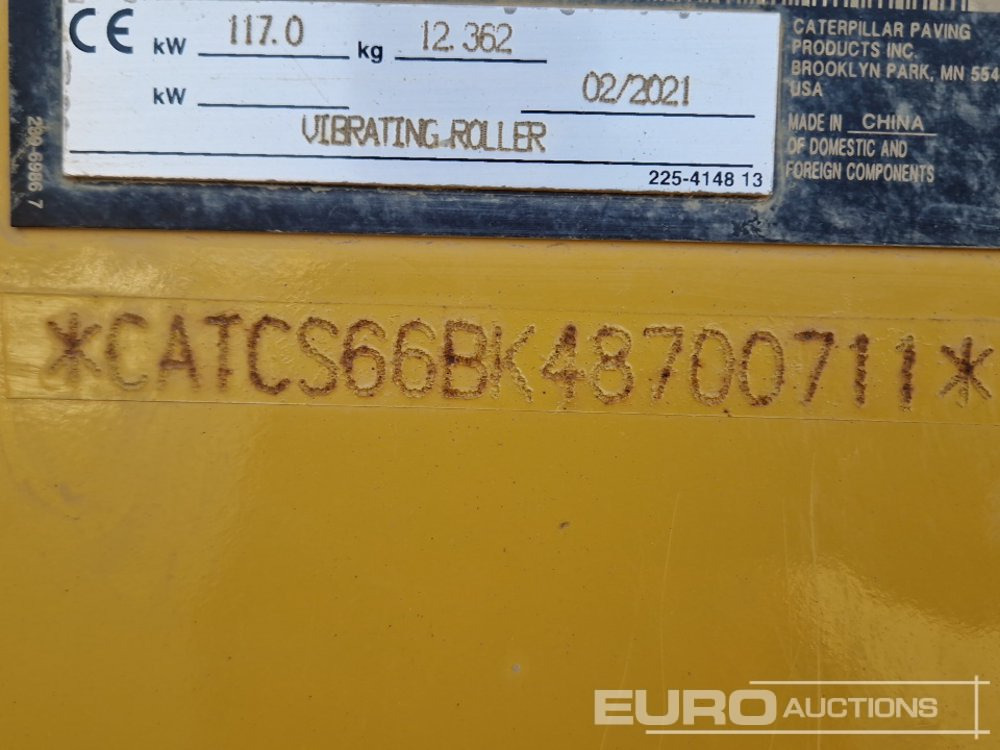 CE kW 117.0 kg 12.362
kW 02/2021
VIBRATING ROLLER
225-4148 13
CATERPILLAR PAVING
PRODUCTS INC.
BROOKLYN PARK, MN 554
USA
MADE IN CHINA
OF DOMESTIC AND
FOREIGN COMPONENTS
*CATCS66BK48700711*
EURO AUCTIONS